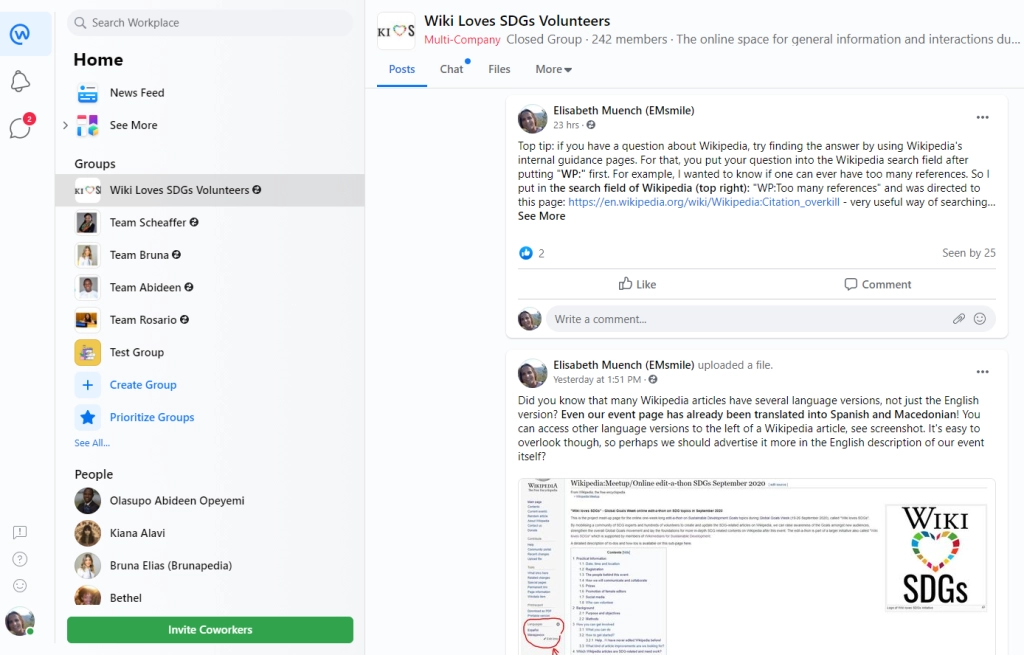 Search Workplace
Home
News Feed
2
See More
Groups
KI S Wiki Loves SDGs Volunteers
Team Scheaffer
Team Bruna
Team Abideen
Team Rosario
Test Group
Create Group
Prioritize Groups
See All...
People
Olasupo Abideen Opeyemi
Kiana Alavi
Bruna Elias (Brunapedia)
Bethel
Invite Coworkers
KI S
Wiki Loves SDGs Volunteers
Multi-Company Closed Group · 242 members · The online space for general information and interactions du...
Posts Chat Files More
Elisabeth Muench (EMsmile)
23 hrs ·
Top tip: if you have a question about Wikipedia, try finding the answer by using Wikipedia's
internal guidance pages. For that, you put your question into the Wikipedia search field after
putting "WP:" first. For example, I wanted to know if one can ever have too many references. So I
put in the search field of Wikipedia (top right): "WP:Too many references" and was directed to
this page: https://en.wikipedia.org/wiki/Wikipedia:Citation_overkill - very useful way of searching...
See More
2
Seen by 25
Like Comment
Write a comment...
Elisabeth Muench (EMsmile) uploaded a file.
Yesterday at 1:51 PM ·
Did you know that many Wikipedia articles have several language versions, not just the English
version? Even our event page has already been translated into Spanish and Macedonian! You
can access other language versions to the left of a Wikipedia article, see screenshot. It's easy to
overlook though, so perhaps we should advertise it more in the English description of our event
itself?
WIKIPEDIA
Wikipedia:Meetup/Online edit-a-thon SDGs September 2020
WIKI
SDGs